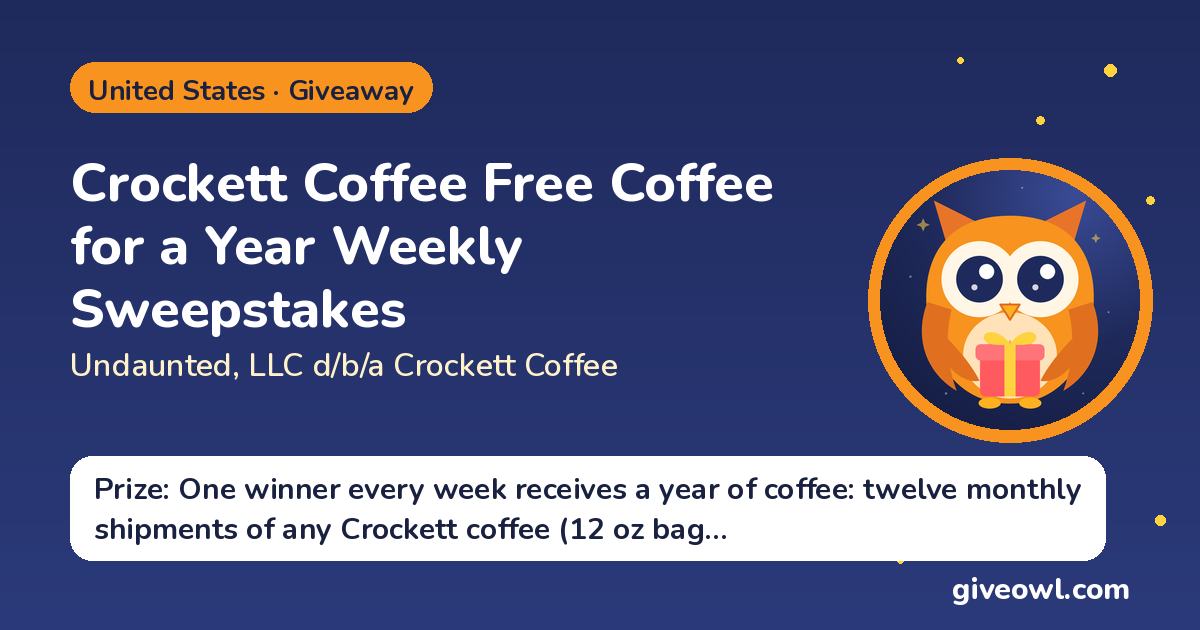 United States · Giveaway
Crockett Coffee Free Coffee
for a Year Weekly
Sweepstakes
Undaunted, LLC d/b/a Crockett Coffee
Prize: One winner every week receives a year of coffee: twelve monthly
shipments of any Crockett coffee (12 oz bag...
giveowl.com